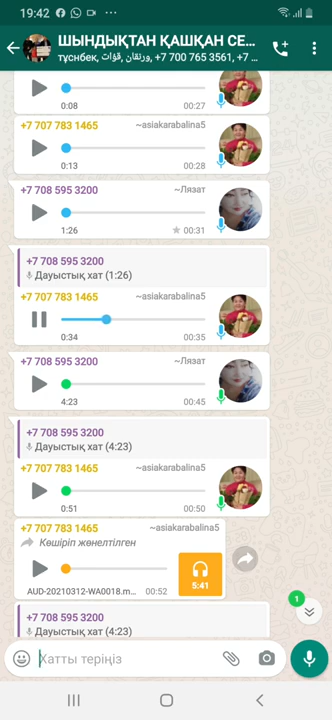 19:42
ШЫНДЫҚТАН ҚАШҚАН СЕ...
тұснбек, ورنقان, قۇات, +7 700 765 3561, +7 ...
0:08 00:27
+7 707 783 1465 ~asiakarabalina5
0:13 00:28
+7 708 595 3200 ~Лязат
1:26 00:31
+7 708 595 3200
Дауыстық хат (1:26)
+7 707 783 1465 ~asiakarabalina5
0:34 00:35
+7 708 595 3200 ~Лязат
4:23 00:45
+7 708 595 3200
Дауыстық хат (4:23)
+7 707 783 1465 ~asiakarabalina5
0:51 00:50
+7 707 783 1465 ~asiakarabalina5
Көшіріп жөнелтілген
5:41
AUD-20210312-WA0018.m... 00:52
1
+7 708 595 3200
Дауыстық хат (4:23)
Хатты теріңіз